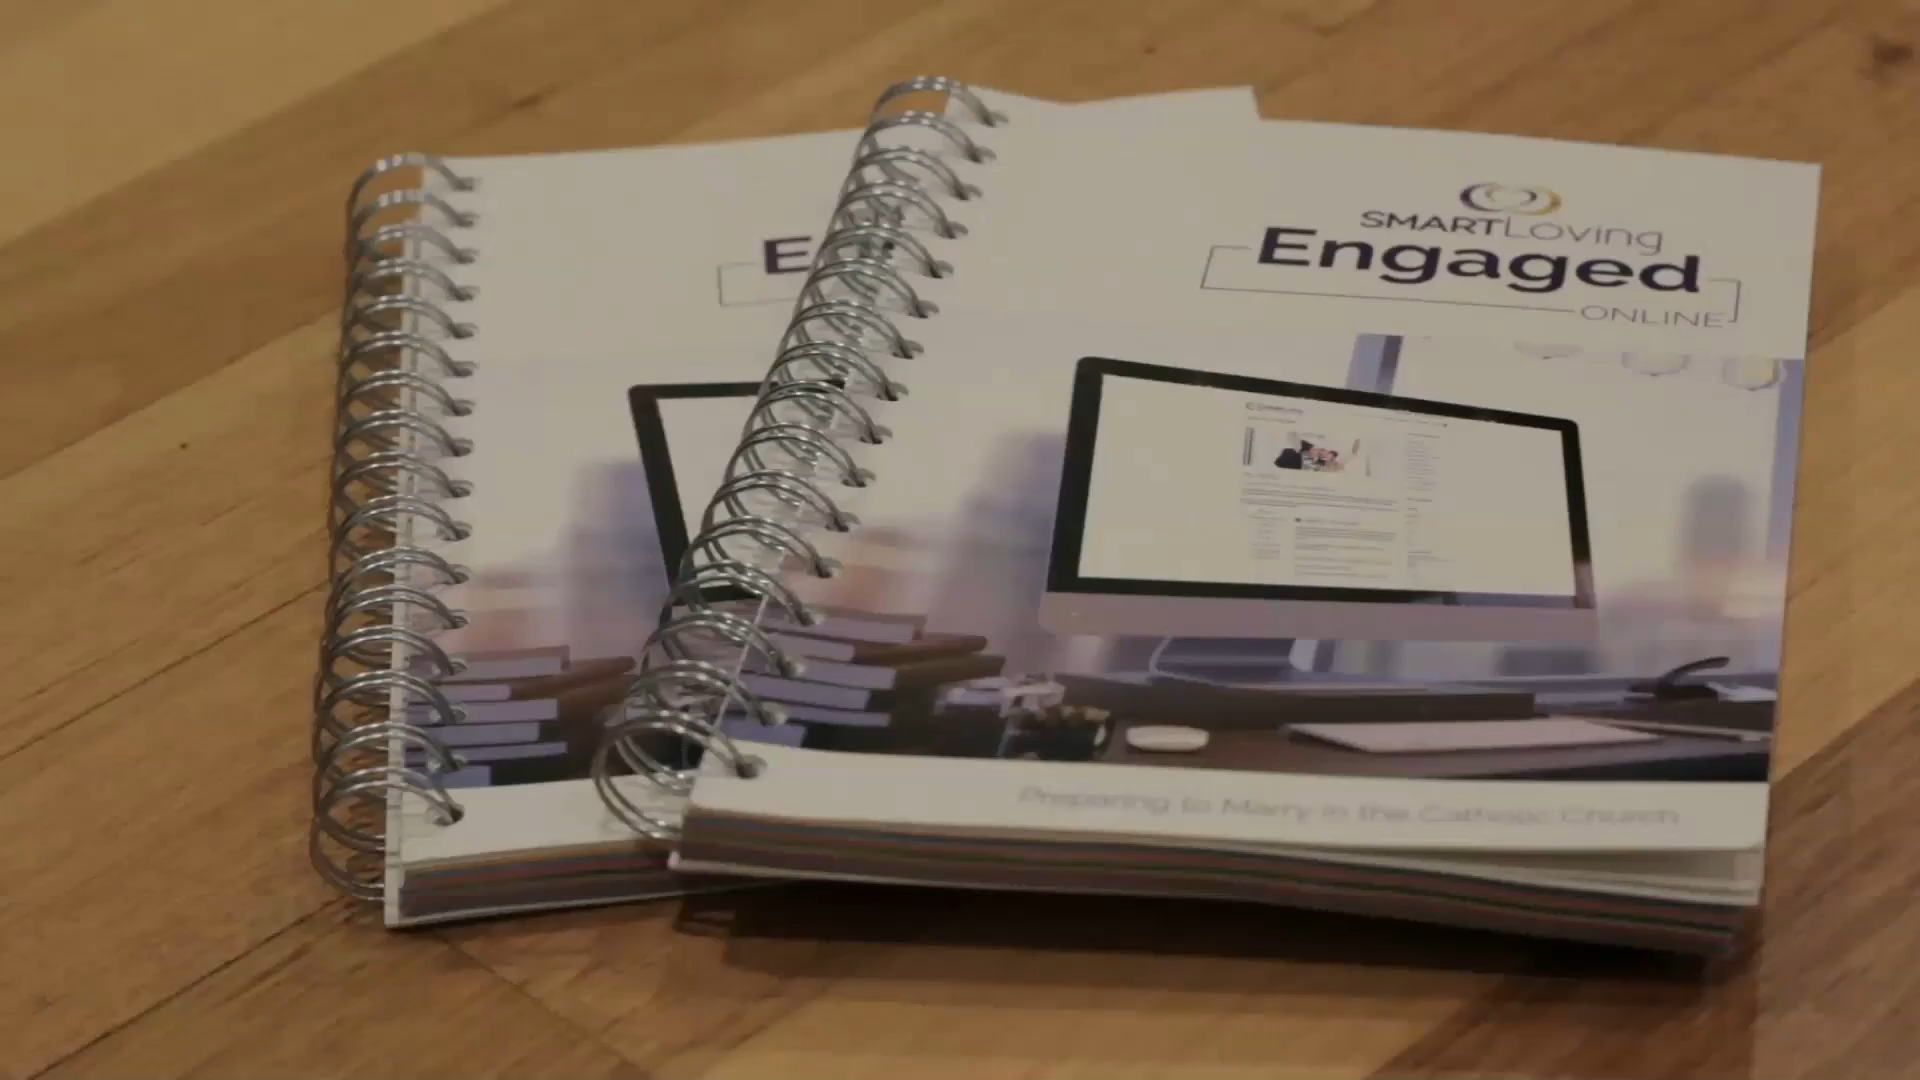 SMARTLoving
Engaged
ONLINE
Preparing to Marry in the Catholic Church
E